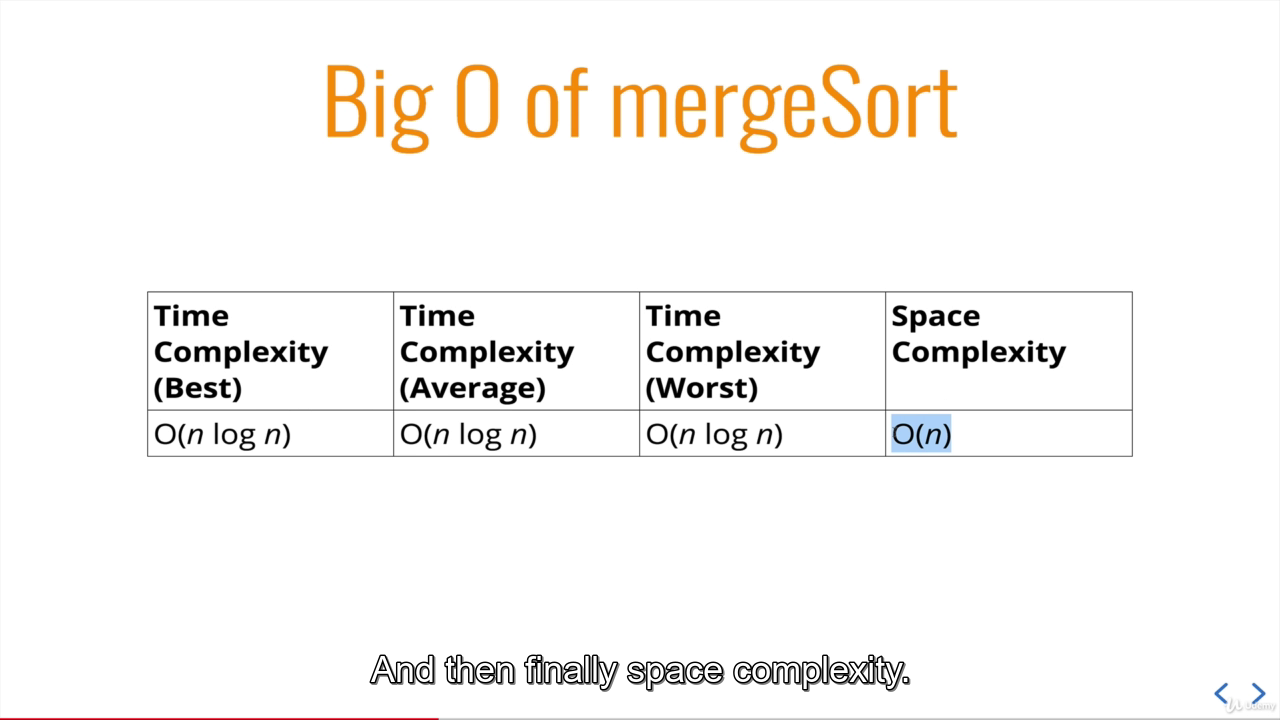 Big O of mergeSort
Time Complexity (Best)
Time Complexity (Average)
Time Complexity (Worst)
Space Complexity
O(n log n)
O(n log n)
O(n log n)
O(n)
And then finally space complexity.
Udemy